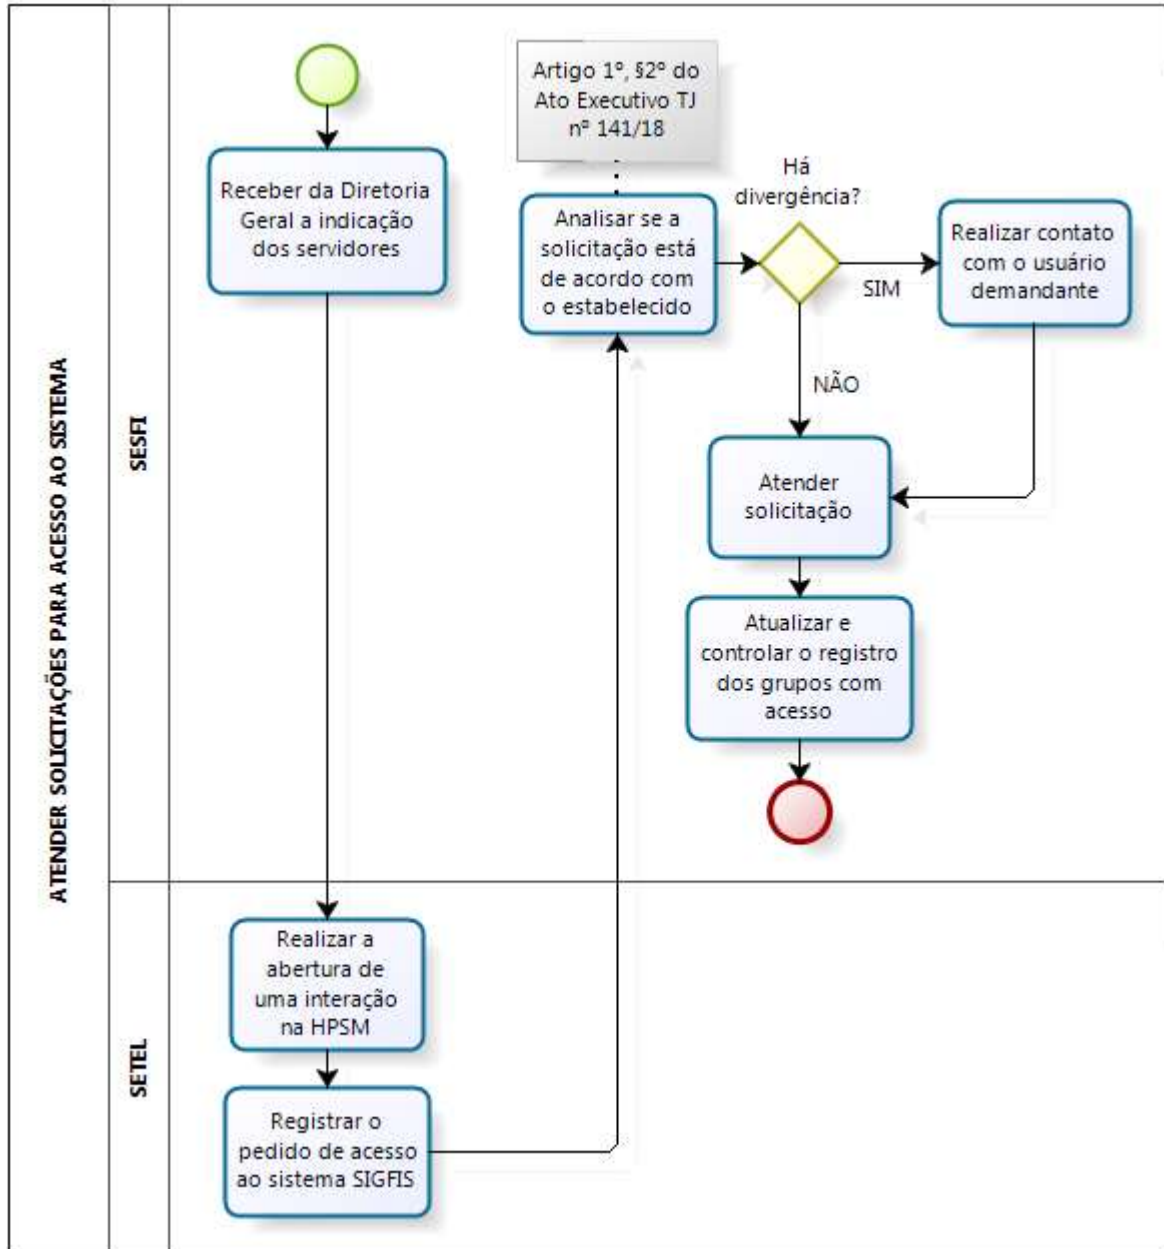 ATENDER SOLICITAÇÕES PARA ACESSO AO SISTEMA
SESFI
Receber da Diretoria
Geral a indicação
dos servidores
Artigo 1º, §2º do
Ato Executivo TJ
nº 141/18
Analisar se a
solicitação está
de acordo com
o estabelecido
Há
divergência?
SIM
Realizar contato
com o usuário
demandante
NÃO
Atender
solicitação
Atualizar e
controlar o registro
dos grupos com
acesso
SETEL
Realizar a
abertura de
uma interação
na HPSM
Registrar o
pedido de acesso
ao sistema SIGFIS